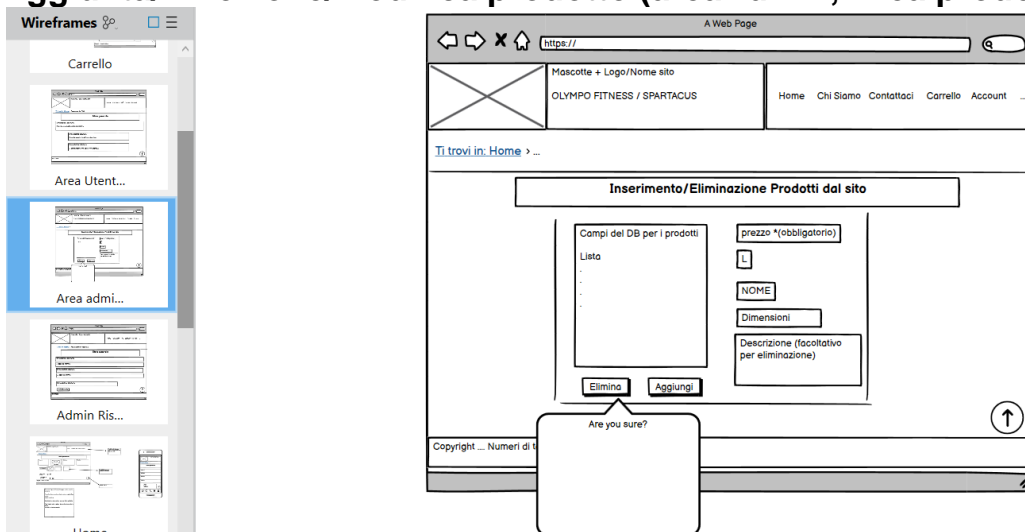 Wireframes
Carrello
Area Utent...
Area admi...
Admin Ris...
Home
A Web Page
https://
Mascotte + Logo/Nome sito
OLYMPO FITNESS / SPARTACUS
Home Chi Siamo Contattaci Carrello Account ...
Ti trovi in: Home > ...
Inserimento/Eliminazione Prodotti dal sito
Campi del DB per i prodotti
Lista
.
.
.
.
prezzo *(obbligatorio)
L
NOME
Dimensioni
Descrizione (facoltativo
per eliminazione)
Elimina Aggiungi
Are you sure?
Copyright ... Numeri di t